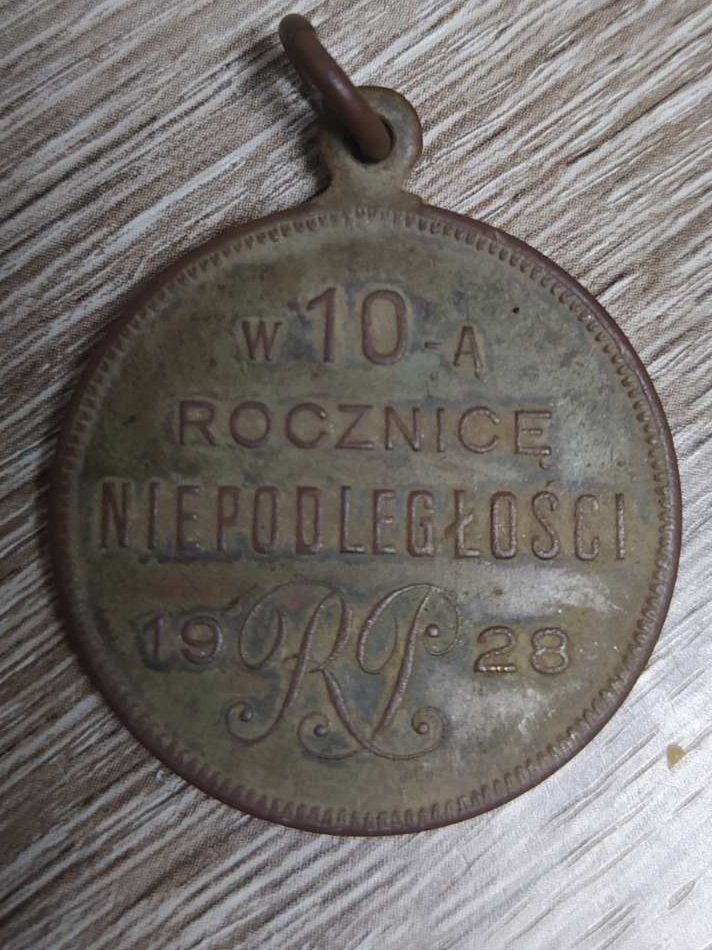 W 10-Ą
ROCZNICĘ
NIEPODLEGŁOŚCI
19 RP 28